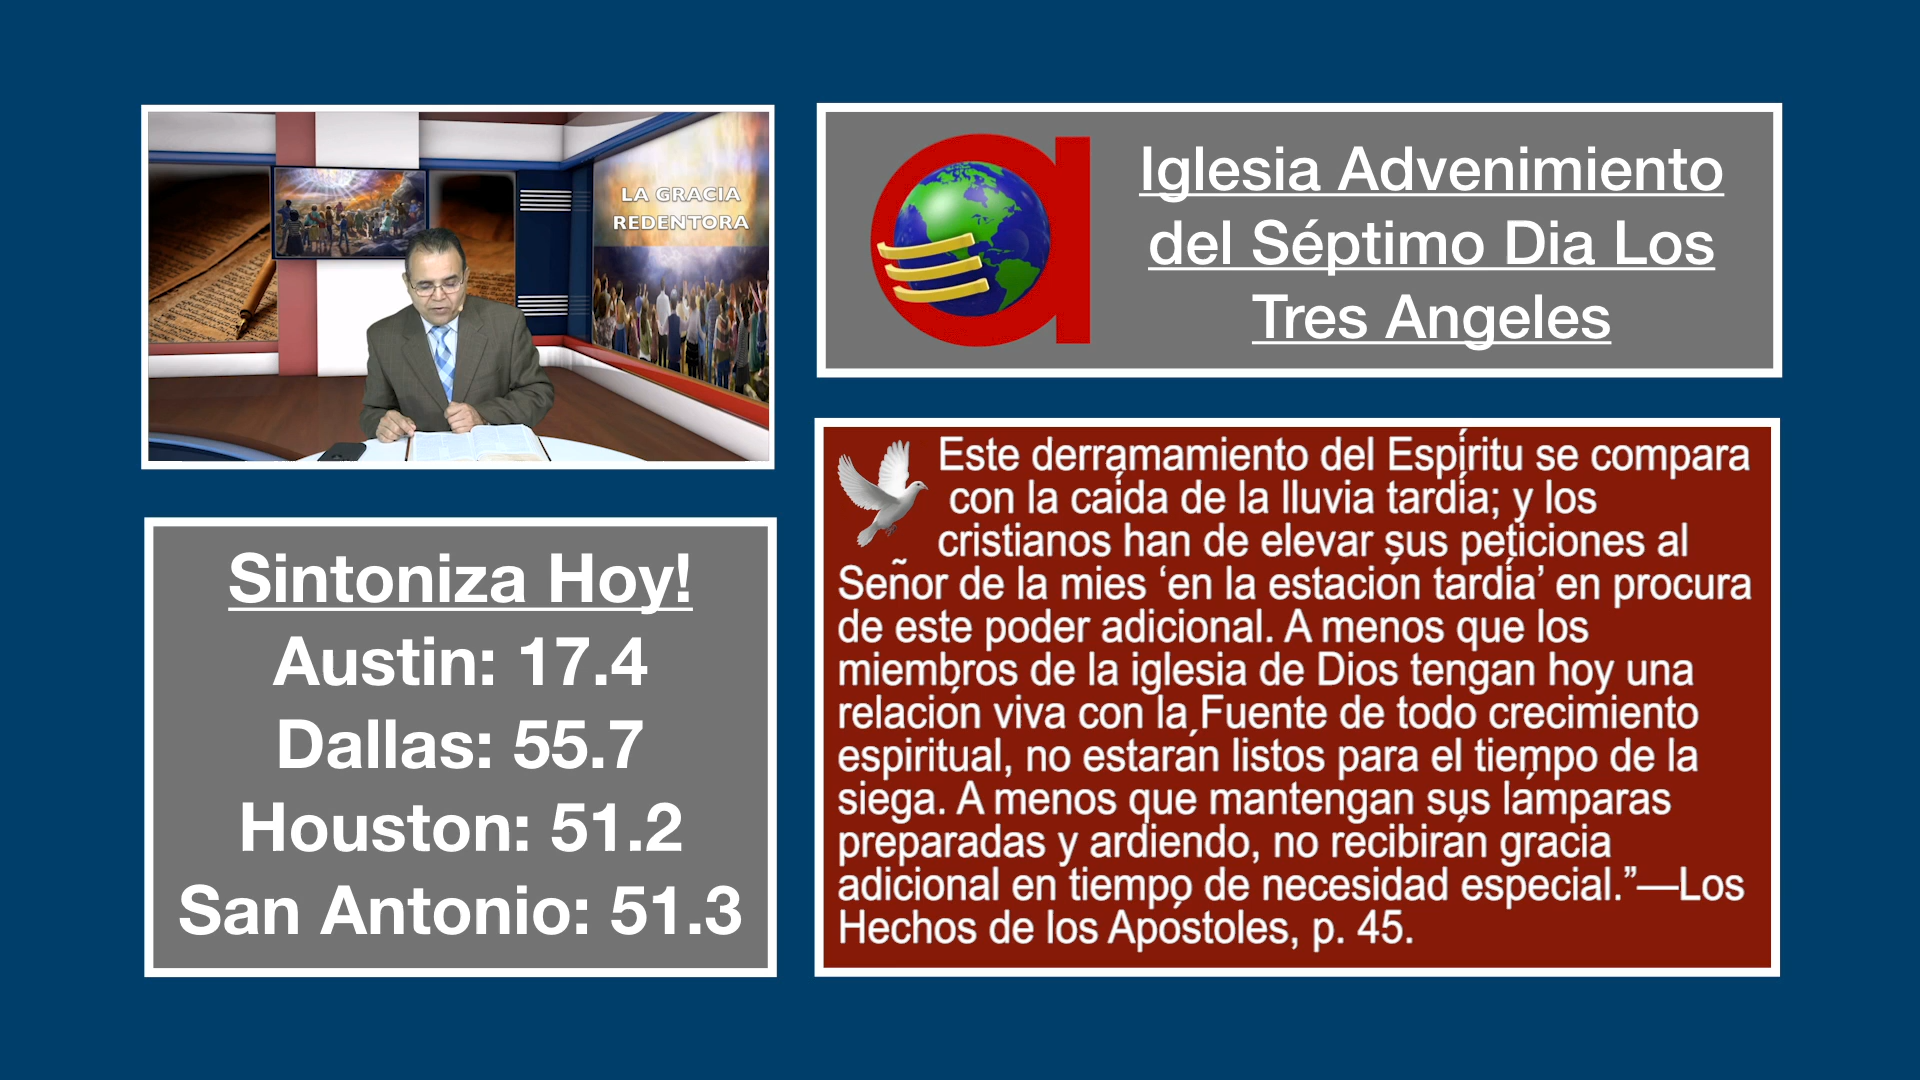 LA GRACIA
REDENTORA
Iglesia Advenimiento
del Séptimo Dia Los
Tres Angeles
Sintoniza Hoy!
Austin: 17.4
Dallas: 55.7
Houston: 51.2
San Antonio: 51.3
Este derramamiento del Espíritu se compara
con la caída de la lluvia tardía; y los
cristianos han de elevar sus peticiones al
Señor de la mies ‘en la estación tardía’ en procura
de este poder adicional. A menos que los
miembros de la iglesia de Dios tengan hoy una
relación viva con la Fuente de todo crecimiento
espiritual, no estarán listos para el tiempo de la
siega. A menos que mantengan sus lámparas
preparadas y ardiendo, no recibirán gracia
adicional en tiempo de necesidad especial.”—Los
Hechos de los Apóstoles, p. 45.